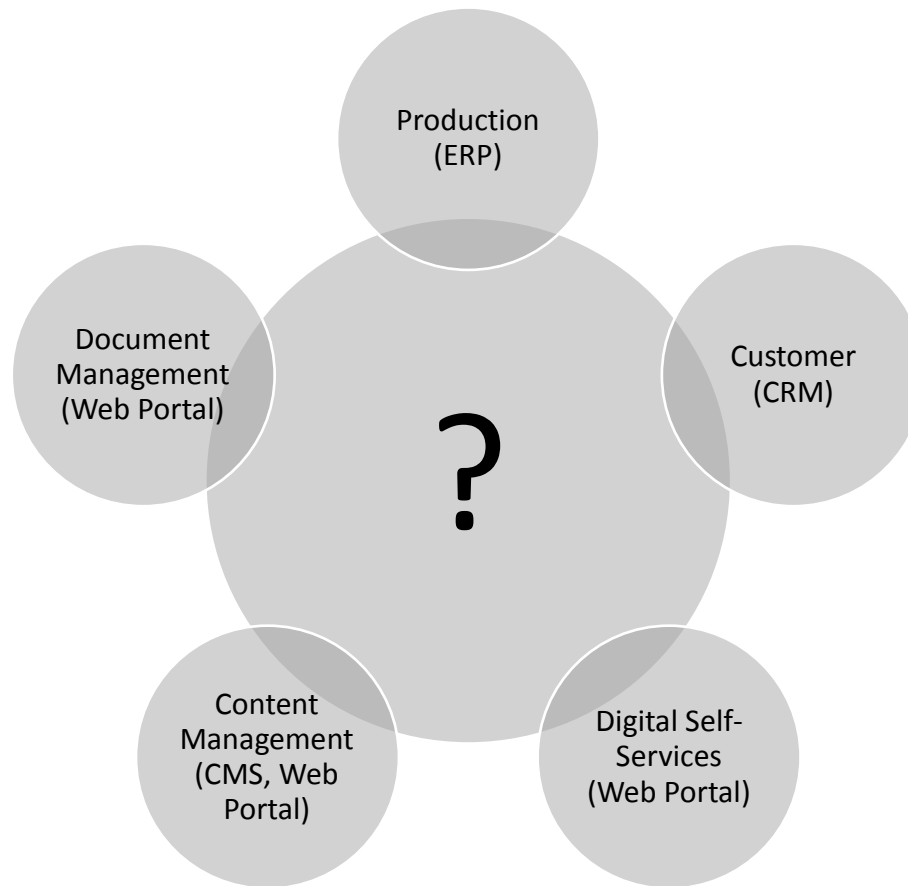 Production
(ERP)
Document
Management
(Web Portal)
Customer
(CRM)
?
Content
Management
(CMS, Web
Portal)
Digital Self-
Services
(Web Portal)